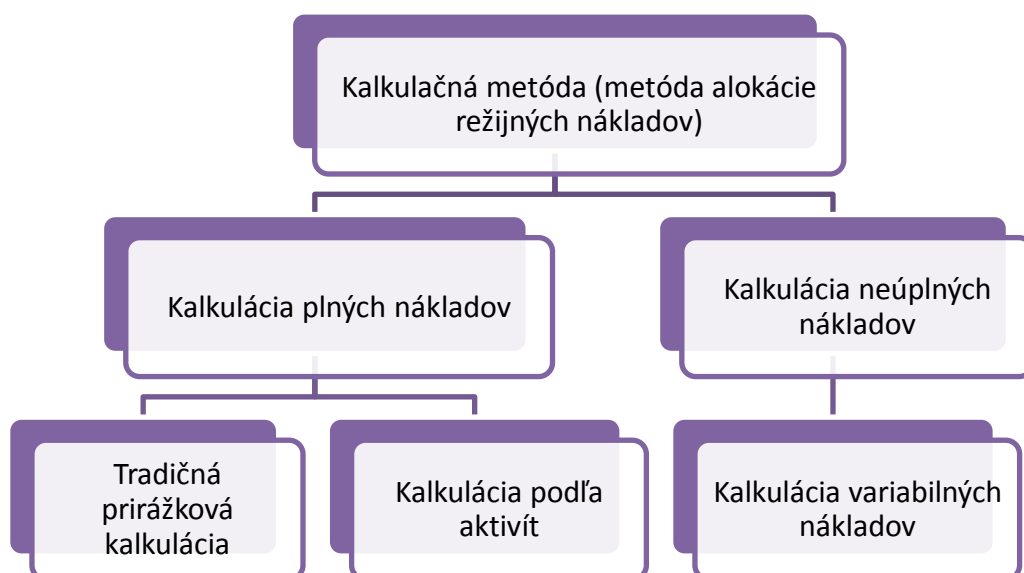 Kalkulačná metóda (metóda alokácie
režijných nákladov)
Kalkulácia plných nákladov
Kalkulácia neúplných
nákladov
Tradičná
prirážková
kalkulácia
Kalkulácia podľa
aktivít
Kalkulácia variabilných
nákladov